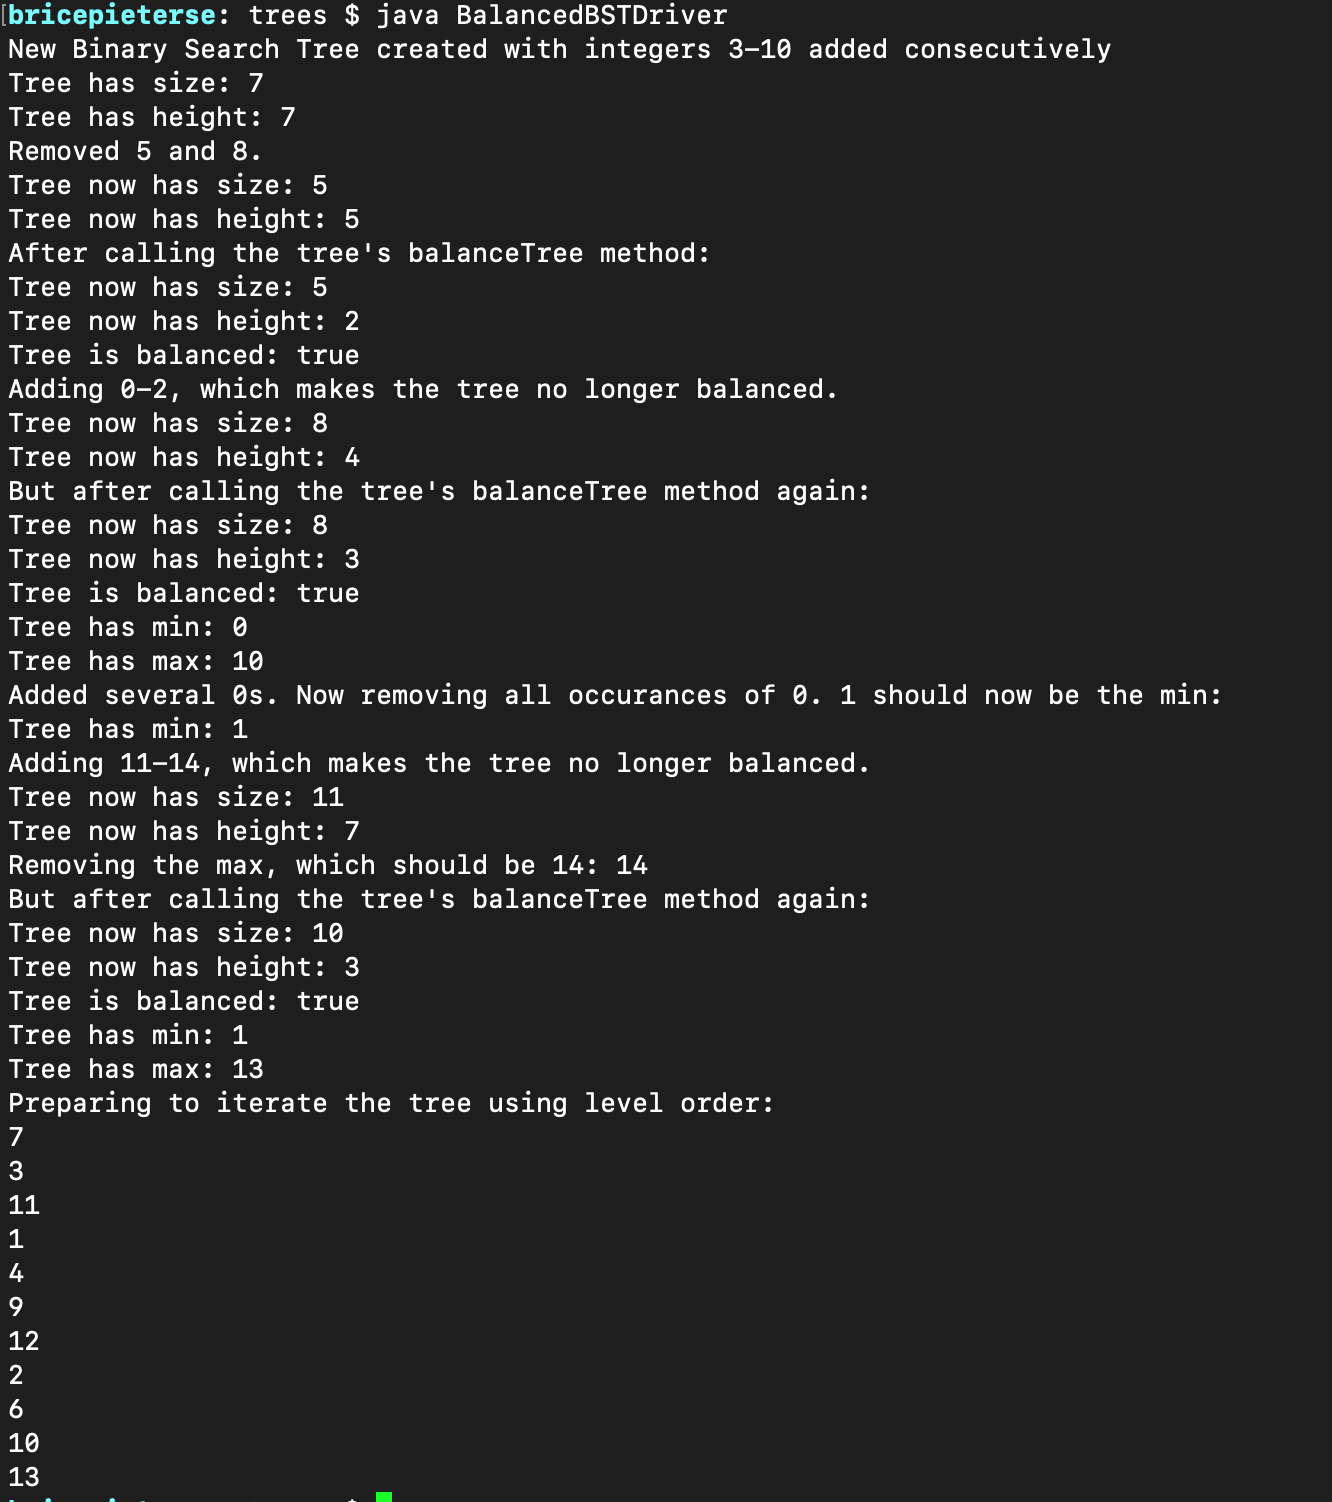 bricepieterse: trees $ java BalancedBSTDriver
New Binary Search Tree created with integers 3-10 added consecutively
Tree has size: 7
Tree has height: 7
Removed 5 and 8.
Tree now has size: 5
Tree now has height: 5
After calling the tree's balanceTree method:
Tree now has size: 5
Tree now has height: 2
Tree is balanced: true
Adding 0-2, which makes the tree no longer balanced.
Tree now has size: 8
Tree now has height: 4
But after calling the tree's balanceTree method again:
Tree now has size: 8
Tree now has height: 3
Tree is balanced: true
Tree has min: 0
Tree has max: 10
Added several 0s. Now removing all occurances of 0. 1 should now be the min:
Tree has min: 1
Adding 11-14, which makes the tree no longer balanced.
Tree now has size: 11
Tree now has height: 7
Removing the max, which should be 14: 14
But after calling the tree's balanceTree method again:
Tree now has size: 10
Tree now has height: 3
Tree is balanced: true
Tree has min: 1
Tree has max: 13
Preparing to iterate the tree using level order:
7
3
11
1
4
9
12
2
6
10
13